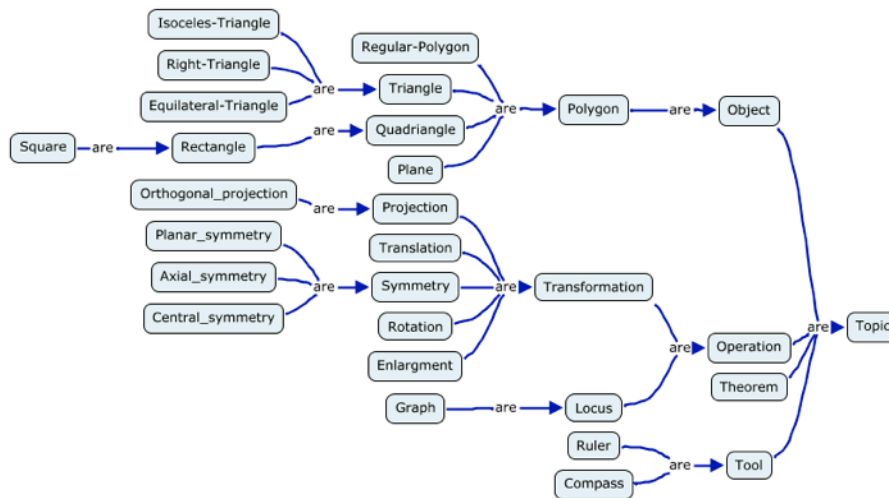 Isoceles-Triangle
Regular-Polygon
Right-Triangle
are
Triangle
Equilateral-Triangle
are
Polygon
are
Object
Square
are
Rectangle
are
Quadriangle
Plane
Orthogonal_projection
are
Projection
Planar_symmetry
Translation
Axial_symmetry
are
Symmetry
are
Transformation
Central_symmetry
Rotation
are
Topic
Enlargment
are
Operation
Theorem
Graph
are
Locus
Ruler
are
Tool
Compass